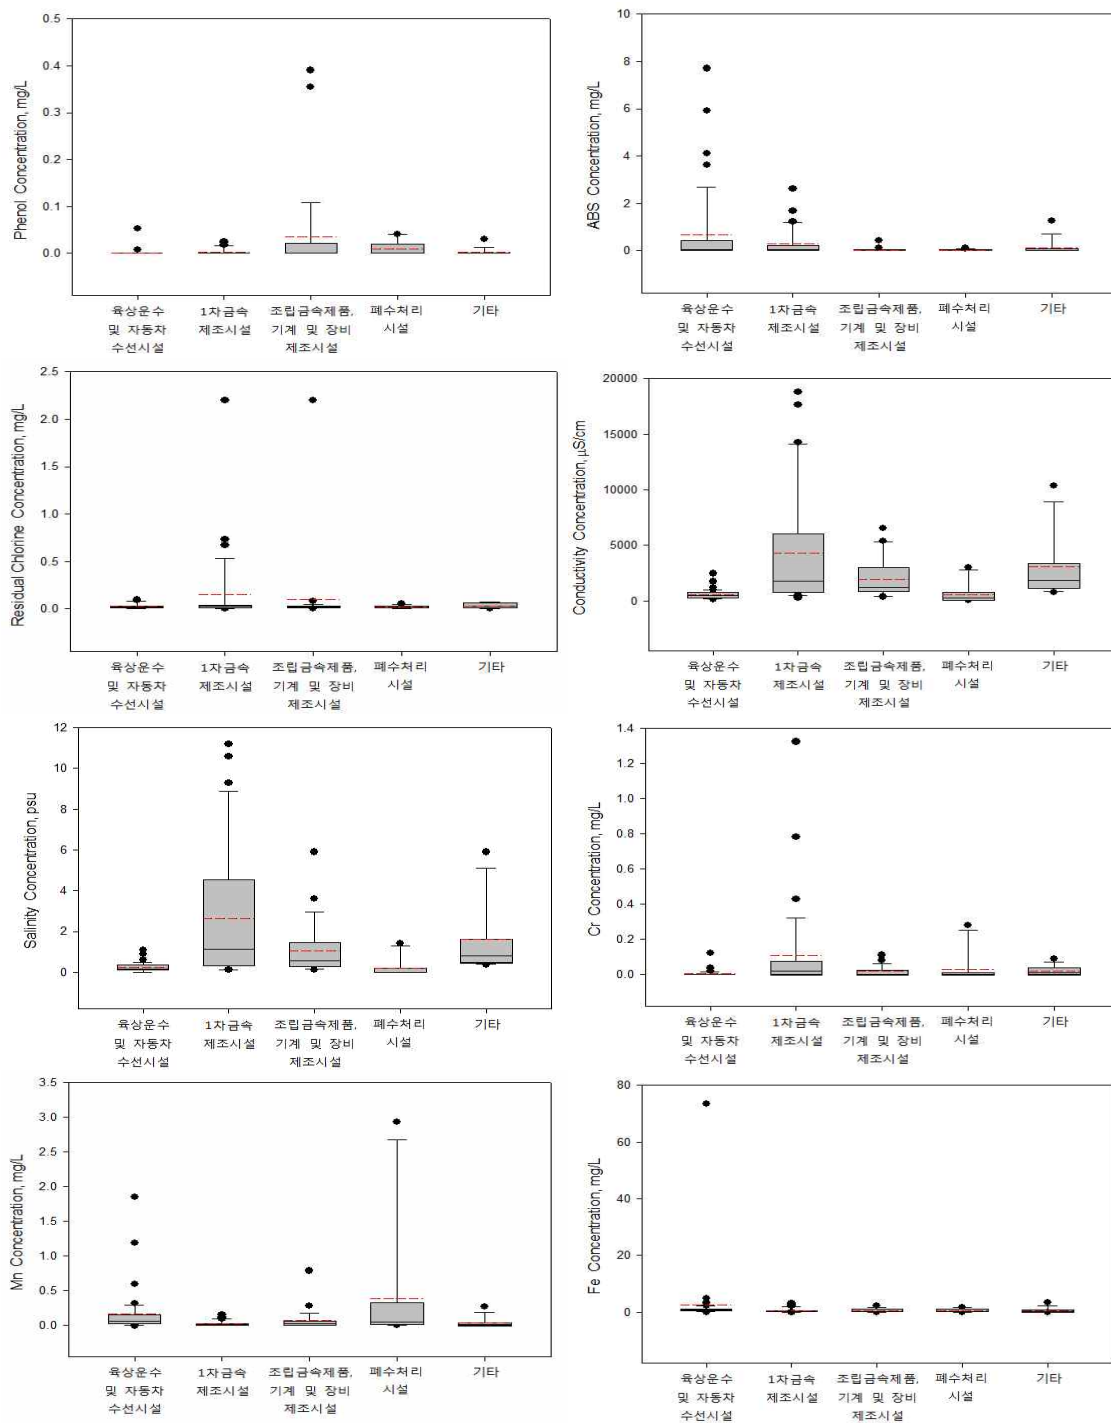 Phenol Concentration, mg/L
0.5
0.4
0.3
0.2
0.1
0.0
육상운수
및 자동차
수선시설
1차금속
제조시설
조립금속제품,
기계 및 장비
제조시설
폐수처리
시설
기타
ABS Concentration, mg/L
10
8
6
4
2
0
육상운수
및 자동차
수선시설
1차금속
제조시설
조립금속제품,
기계 및 장비
제조시설
폐수처리
시설
기타
Residual Chlorine Concentration, mg/L
2.5
2.0
1.5
1.0
0.5
0.0
육상운수
및 자동차
수선시설
1차금속
제조시설
조립금속제품,
기계 및 장비
제조시설
폐수처리
시설
기타
Conductivity Concentration, μS/cm
20000
15000
10000
5000
0
육상운수
및 자동차
수선시설
1차금속
제조시설
조립금속제품,
기계 및 장비
제조시설
폐수처리
시설
기타
Salinity Concentration, psu
12
10
8
6
4
2
0
육상운수
및 자동차
수선시설
1차금속
제조시설
조립금속제품,
기계 및 장비
제조시설
폐수처리
시설
기타
Cr Concentration, mg/L
1.4
1.2
1.0
0.8
0.6
0.4
0.2
0.0
육상운수
및 자동차
수선시설
1차금속
제조시설
조립금속제품,
기계 및 장비
제조시설
폐수처리
시설
기타
Mn Concentration, mg/L
3.5
3.0
2.5
2.0
1.5
1.0
0.5
0.0
육상운수
및 자동차
수선시설
1차금속
제조시설
조립금속제품,
기계 및 장비
제조시설
폐수처리
시설
기타
Fe Concentration, mg/L
80
60
40
20
0
육상운수
및 자동차
수선시설
1차금속
제조시설
조립금속제품,
기계 및 장비
제조시설
폐수처리
시설
기타